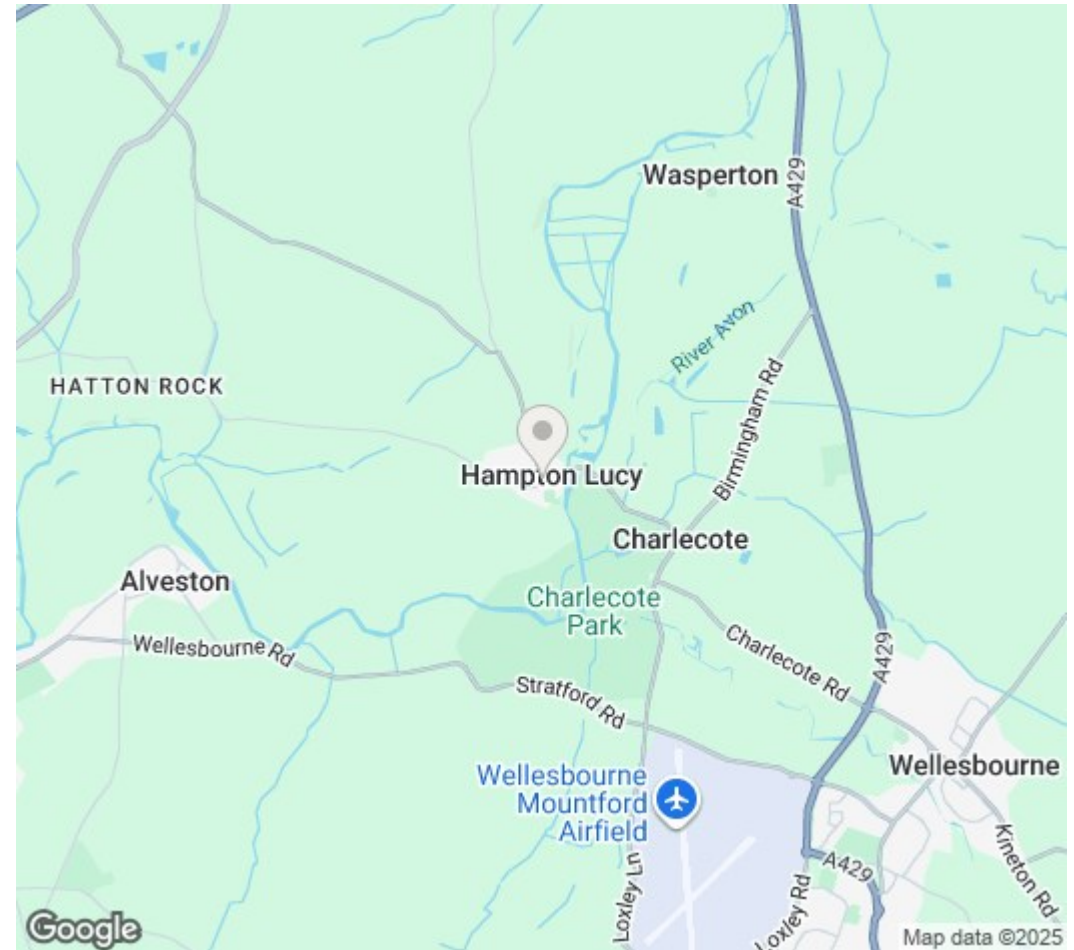 Wasperton
A429
River Avon
HATTON ROCK
Birmingham Rd
Hampton Lucy
Charlecote
Alveston
Charlecote
Park
Wellesbourne Rd
Charlecote Rd
A429
Stratford Rd
Wellesbourne
Wellesbourne
Mountford
Airfield
Kineton Rd
Loxley Ln
A429
Loxley Rd
Google
Map data ©2025